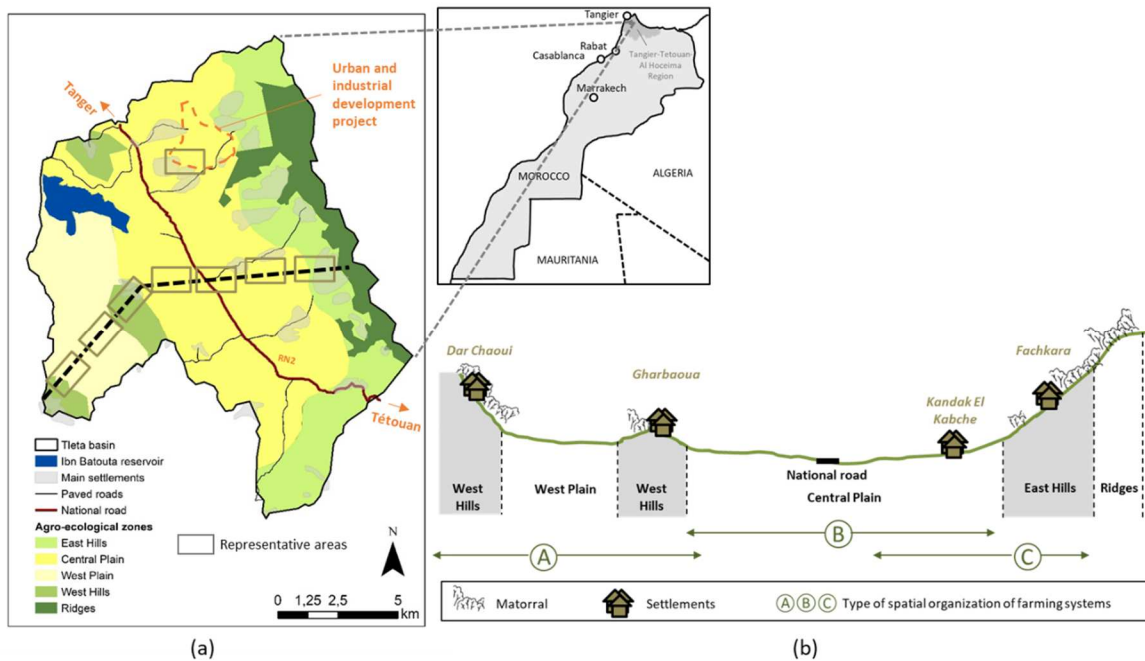 Urban and
industrial
development
project
Tanger
RN2
Tétouan
Tleta basin
Ibn Batouta reservoir
Main settlements
Paved roads
National road
Agro-ecological zones
East Hills
Central Plain
West Plain
West Hills
Ridges
Representative areas
N
0 1,25 2,5 5
km
(a)
Tangier
Rabat
Casablanca
Tangier-Tetouan-
Al Hoceima
Region
Marrakech
MOROCCO
ALGERIA
MAURITANIA
Dar Chaoui
Gharbaoua
Kandak El
Kabche
Fachkara
West
Hills
West Plain
West
Hills
National road
Central Plain
East Hills
Ridges
A
B
C
Matorral
Settlements
A B C Type of spatial organization of farming systems
(b)